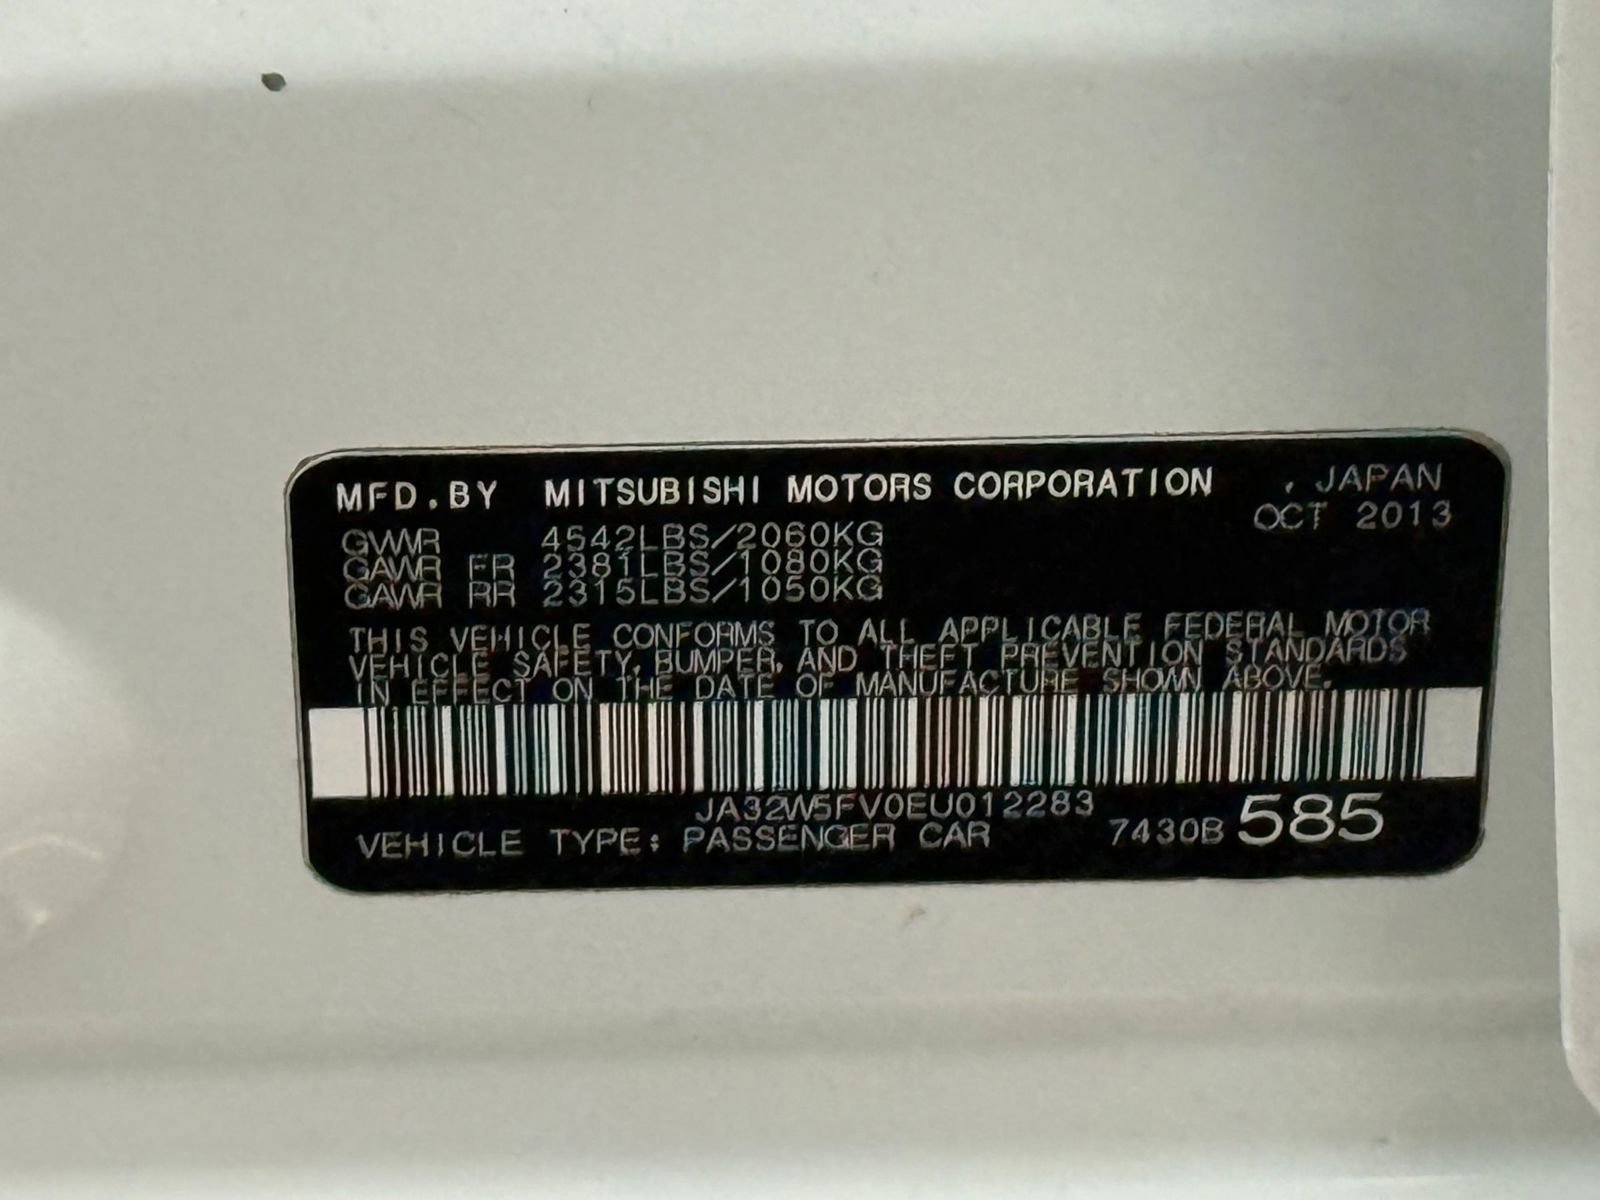 MFD.BY MITSUBISHI MOTORS CORPORATION , JAPAN
OCT 2013
GVWR 4542LBS/2060KG
GAWR FR 2381LBS/1080KG
GAWR RR 2315LBS/1050KG
THIS VEHICLE CONFORMS TO ALL APPLICABLE FEDERAL MOTOR
VEHICLE SAFETY, BUMPER, AND THEFT PREVENTION STANDARDS
IN EFFECT ON THE DATE OF MANUFACTURE SHOWN ABOVE.
JA32W5FV0EU012283
VEHICLE TYPE: PASSENGER CAR 7430B 585